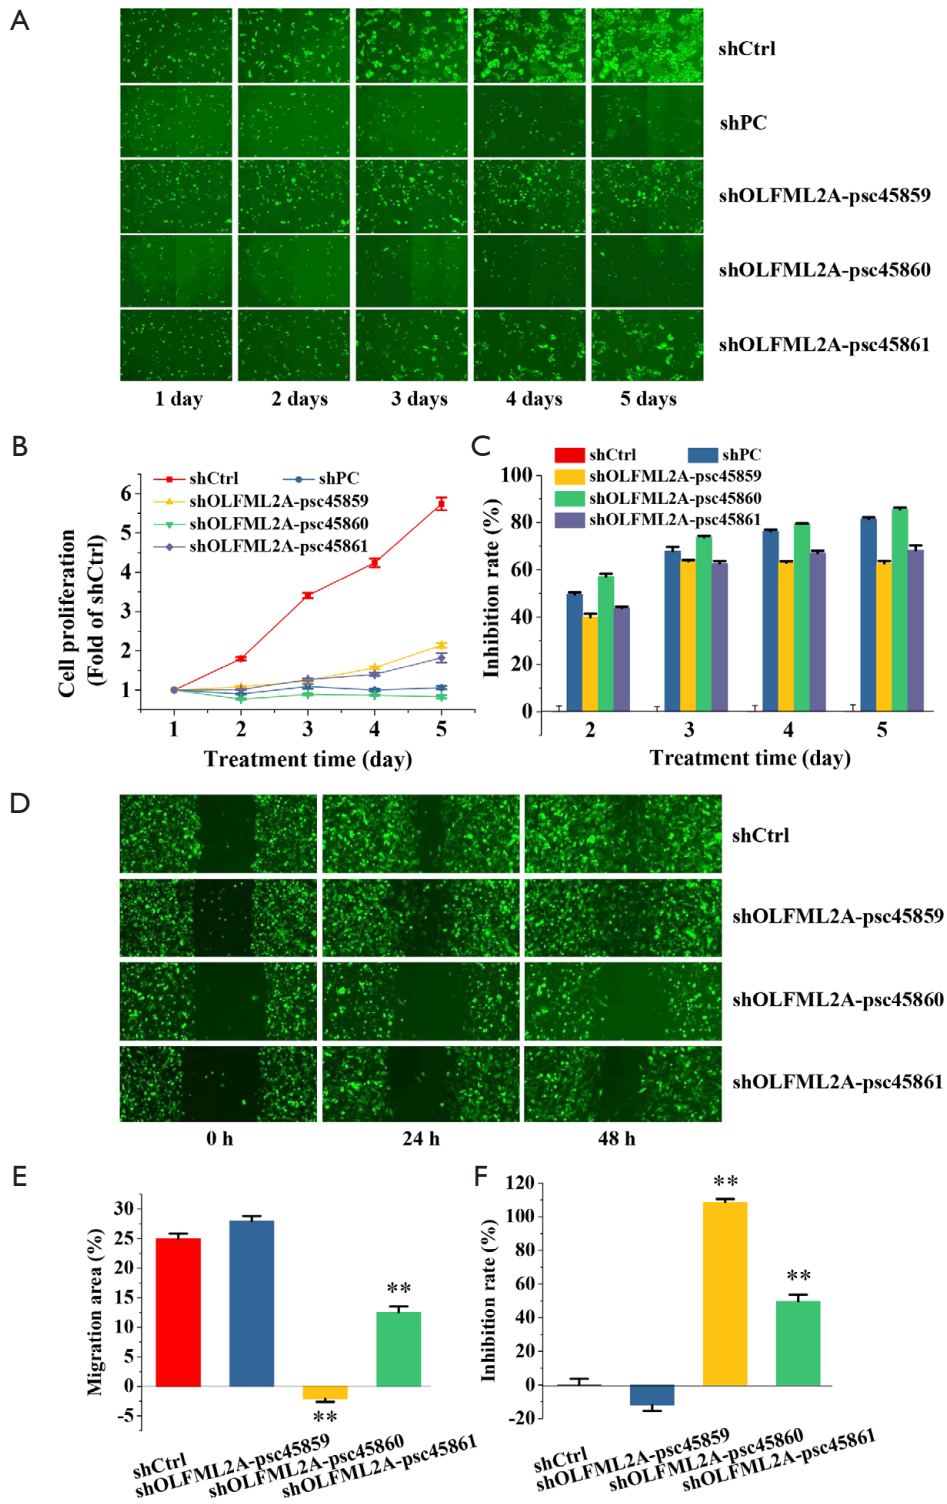 A
shCtrl
shPC
shOLFML2A-psc45859
shOLFML2A-psc45860
shOLFML2A-psc45861
1 day 2 days 3 days 4 days 5 days
B
shCtrl shPC
shOLFML2A-psc45859
shOLFML2A-psc45860
shOLFML2A-psc45861
Cell proliferation
(Fold of shCtrl)
6
5
4
3
2
1
1 2 3 4 5
Treatment time (day)
C
shCtrl shPC
shOLFML2A-psc45859
shOLFML2A-psc45860
shOLFML2A-psc45861
Inhibition rate (%)
100
80
60
40
20
0
2 3 4 5
Treatment time (day)
D
shCtrl
shOLFML2A-psc45859
shOLFML2A-psc45860
shOLFML2A-psc45861
0 h 24 h 48 h
E
Migration area (%)
30
25
20
15
10
5
0
-5
**
**
shCtrl
shOLFML2A-psc45859
shOLFML2A-psc45860
shOLFML2A-psc45861
F
Inhibition rate (%)
120
100
80
60
40
20
0
-20
**
**
shCtrl
shOLFML2A-psc45859
shOLFML2A-psc45860
shOLFML2A-psc45861